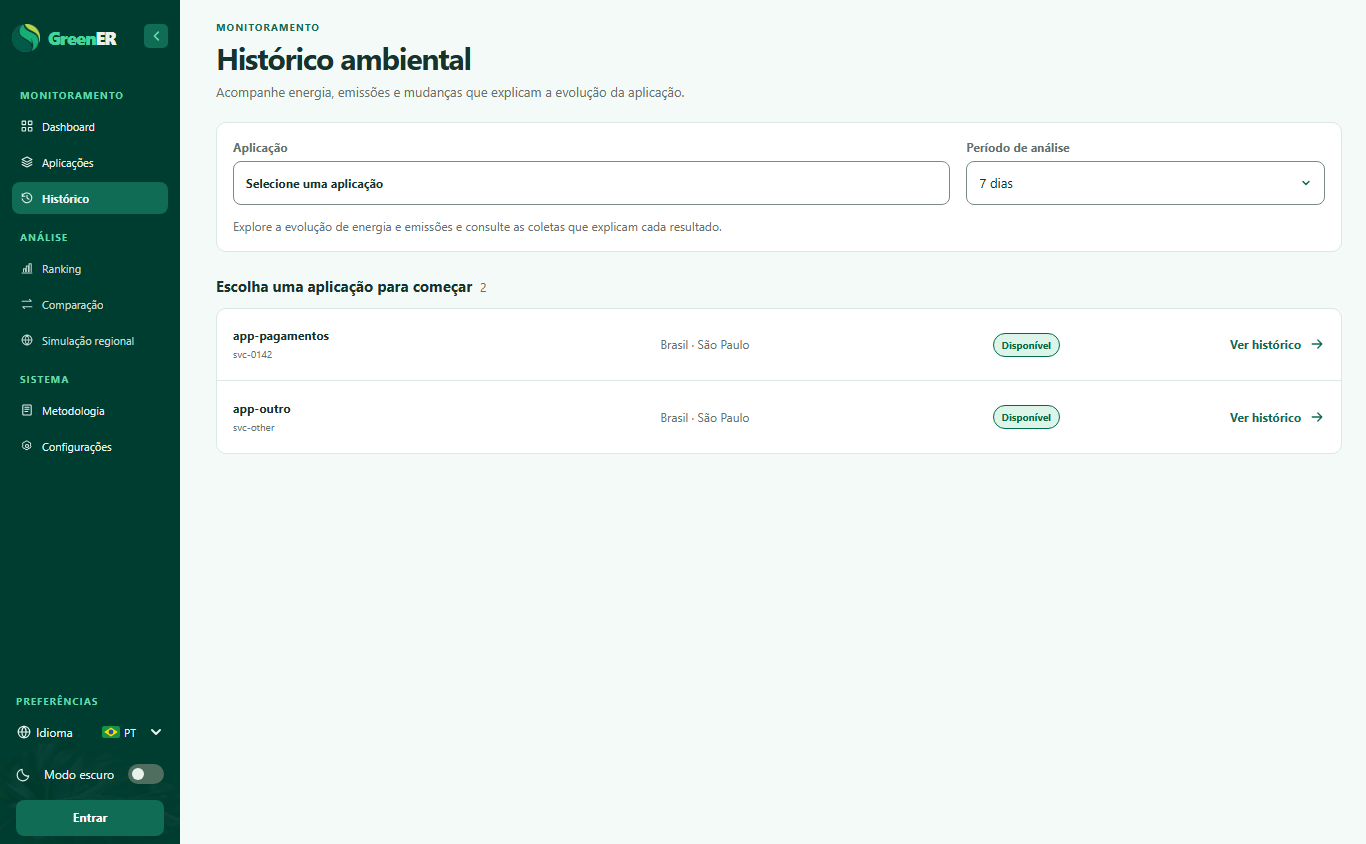 GreenER
MONITORAMENTO
Dashboard
Aplicações
Histórico
ANÁLISE
Ranking
Comparação
Simulação regional
SISTEMA
Metodologia
Configurações
PREFERÊNCIAS
Idioma PT
Modo escuro
Entrar
MONITORAMENTO
Histórico ambiental
Acompanhe energia, emissões e mudanças que explicam a evolução da aplicação.
Aplicação
Selecione uma aplicação
Período de análise
7 dias
Explore a evolução de energia e emissões e consulte as coletas que explicam cada resultado.
Escolha uma aplicação para começar 2
app-pagamentos
svc-0142
Brasil · São Paulo
Disponível
Ver histórico →
app-outro
svc-other
Brasil · São Paulo
Disponível
Ver histórico →